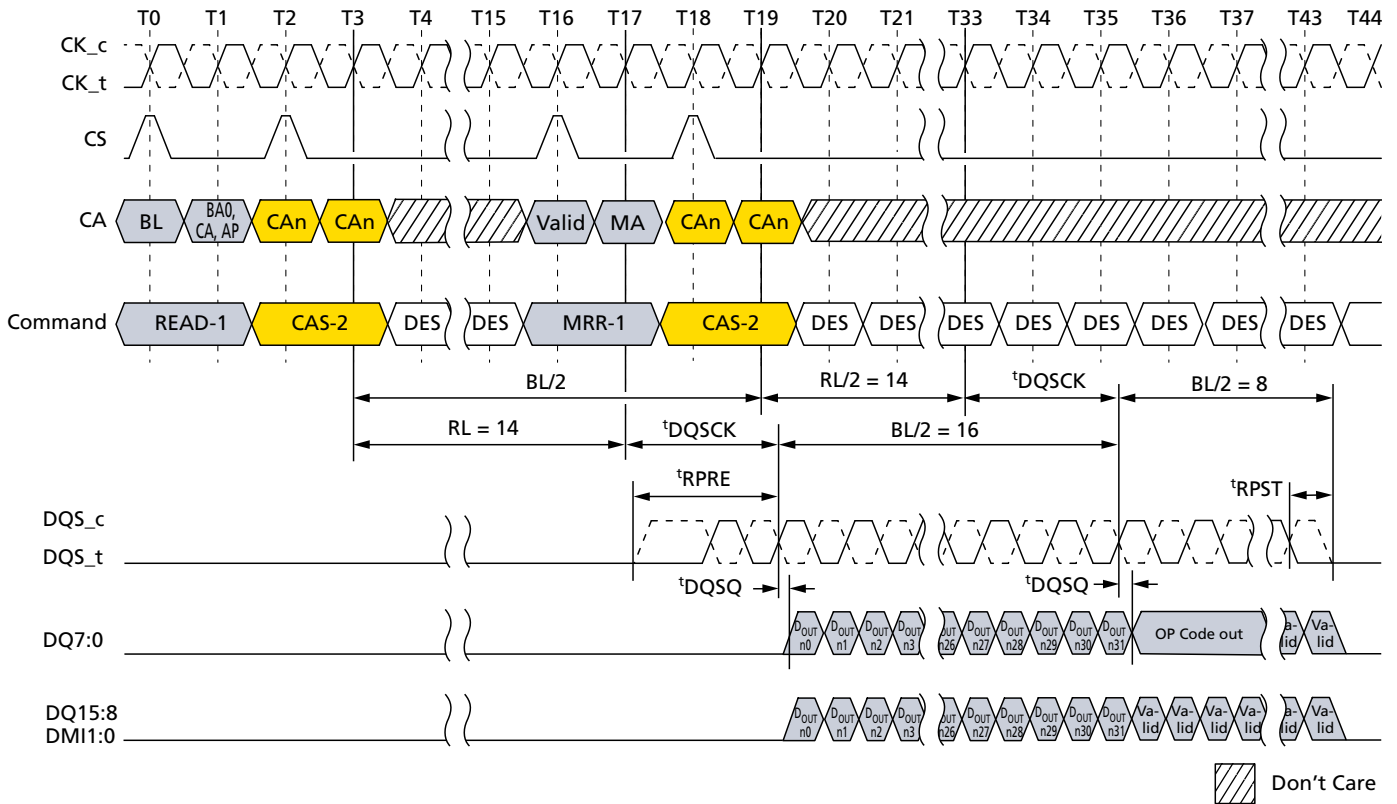 T0 T1 T2 T3 T4 T15 T16 T17 T18 T19 T20 T21 T33 T34 T35 T36 T37 T43 T44
CK_c
CK_t
CS
CA BL BA0, CA, AP CAn CAn Valid MA CAn CAn
Command READ-1 CAS-2 DES DES MRR-1 CAS-2 DES DES DES DES DES DES DES DES
BL/2 RL/2 = 14 tDQSCK BL/2 = 8
RL = 14 tDQSCK BL/2 = 16
tRPRE tRPST
DQS_c
DQS_t
tDQSQ tDQSQ
DQ7:0 DOUT n0 DOUT n1 DOUT n2 DOUT n3 OUT n26 DOUT n27 DOUT n28 DOUT n29 DOUT n30 DOUT n31 OP Code out a-lid Va-lid
DQ15:8
DMI1:0 DOUT n0 DOUT n1 DOUT n2 DOUT n3 OUT n26 DOUT n27 DOUT n28 DOUT n29 DOUT n30 DOUT n31 Va-lid Va-lid Va-lid Va-lid a-lid Va-lid
Don't Care